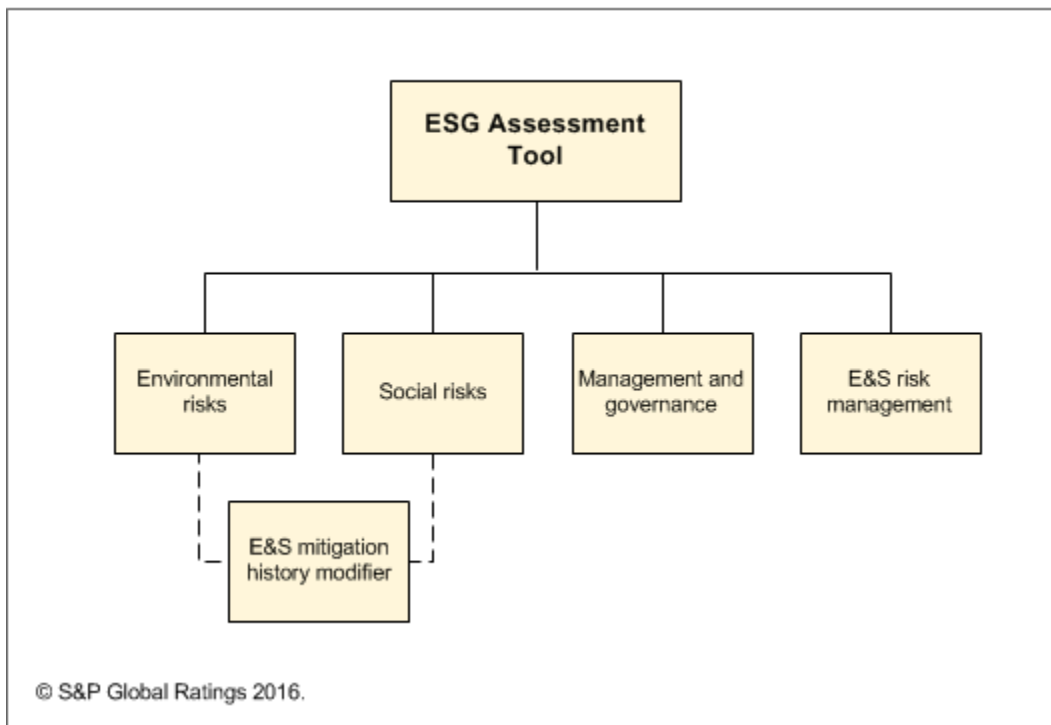 ESG Assessment
Tool
Environmental
risks
Social risks
Management and
governance
E&S risk
management
E&S mitigation
history modifier
© S&P Global Ratings 2016.